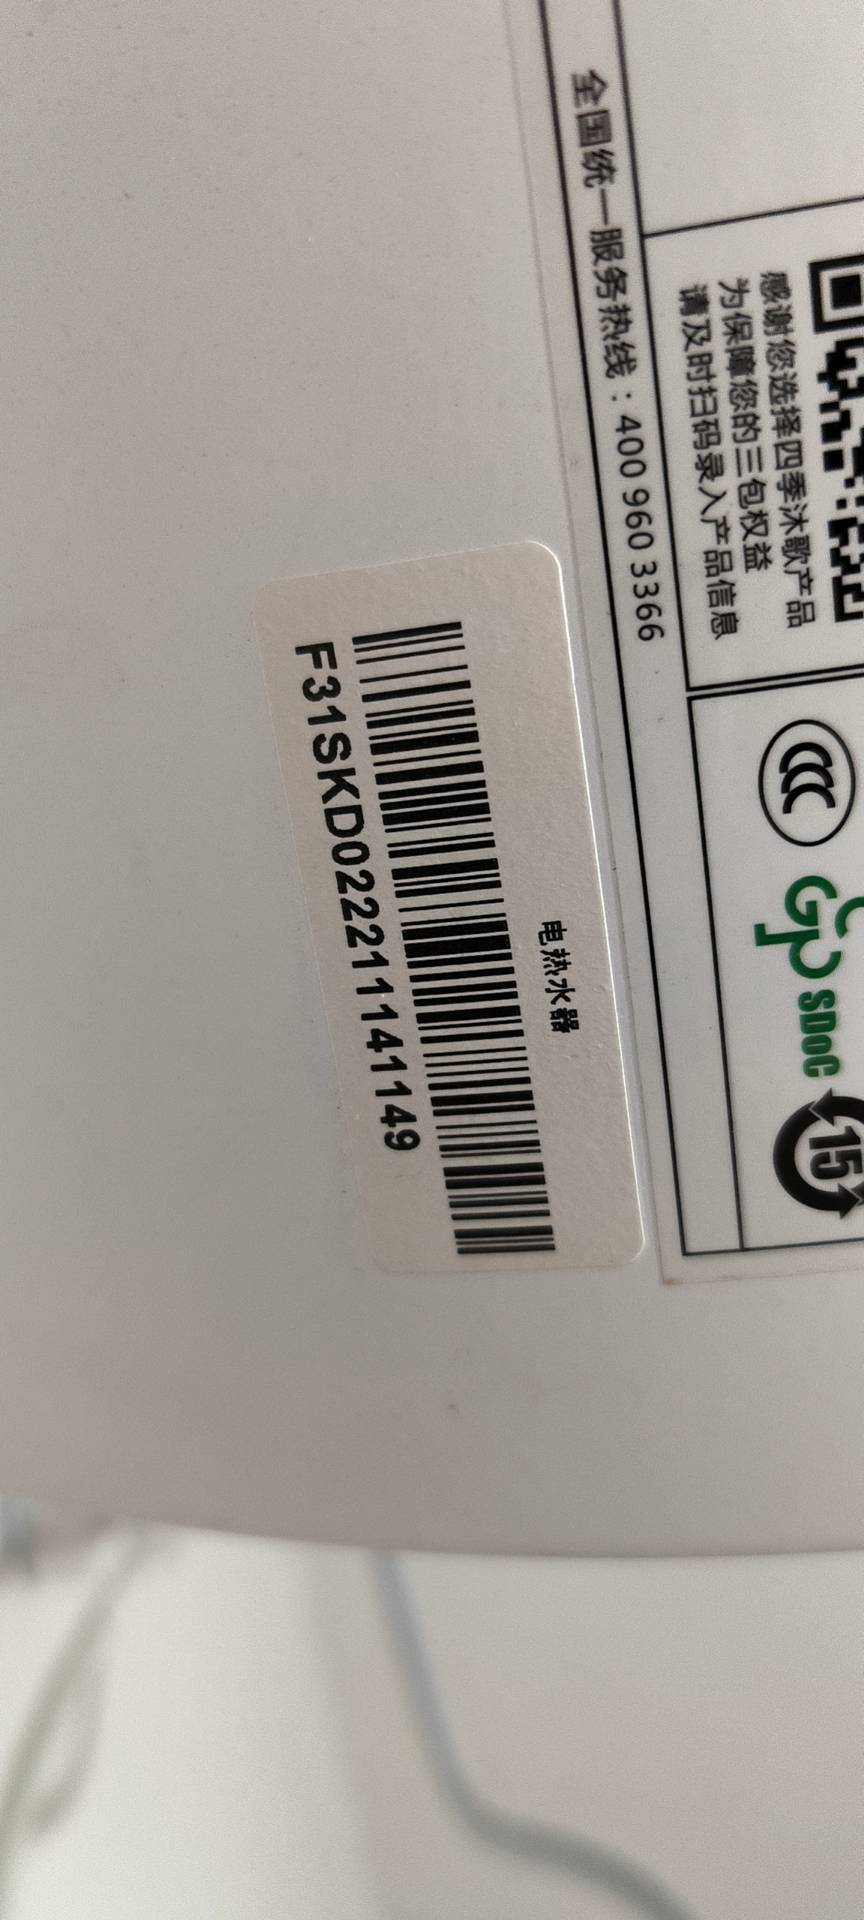 感谢您选择四季沐歌产品
为保障您的三包权益
请及时扫码录入产品信息
全国统一服务热线：400 960 3366
SDoC
15
电热水器
F31SKD02221114149